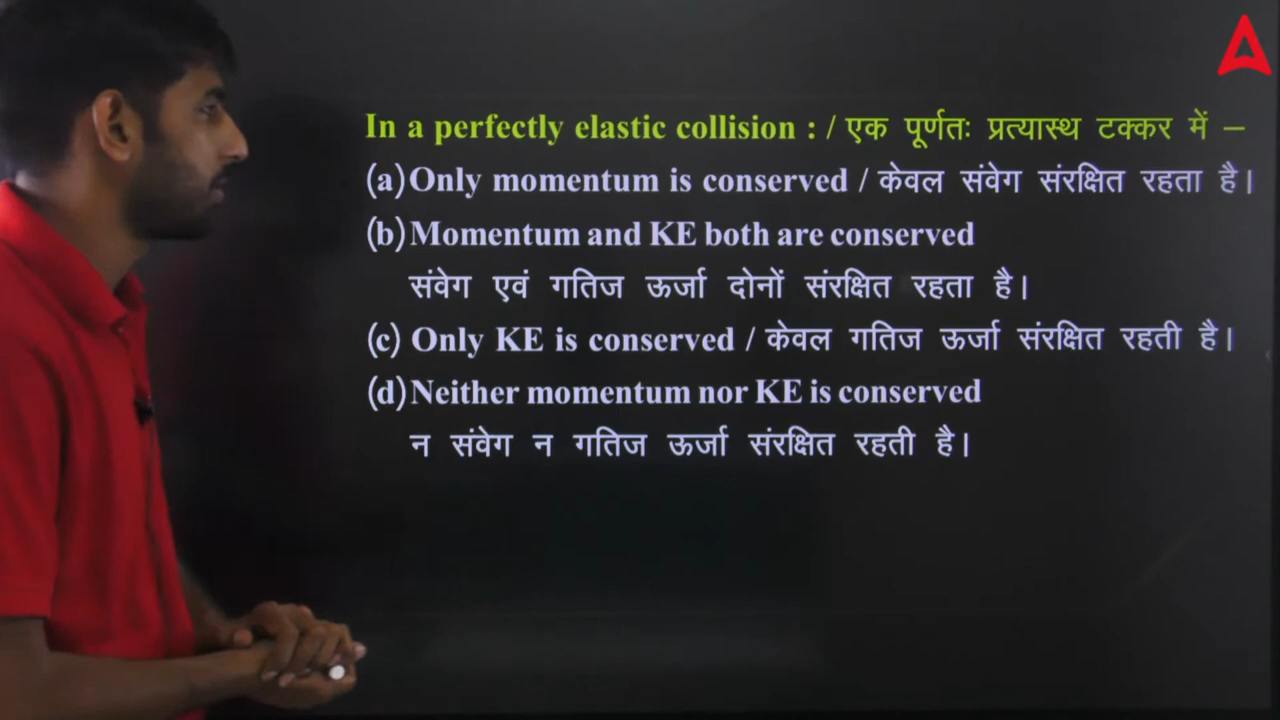 In a perfectly elastic collision : / एक पूर्णतः प्रत्यास्थ टक्कर में –
(a) Only momentum is conserved / केवल संवेग संरक्षित रहता है।
(b) Momentum and KE both are conserved
संवेग एवं गतिज ऊर्जा दोनों संरक्षित रहता है।
(c) Only KE is conserved / केवल गतिज ऊर्जा संरक्षित रहती है।
(d) Neither momentum nor KE is conserved
न संवेग न गतिज ऊर्जा संरक्षित रहती है।